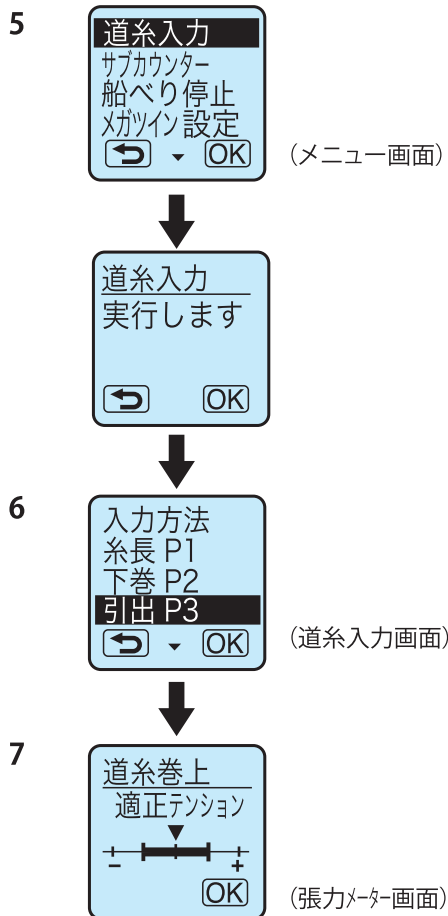 5
道糸入力
サブカウンター
船べり停止
メガツイン設定
OK
(メニュー画面)
道糸入力
実行します
OK
6
入力方法
糸長 P1
下巻 P2
引出 P3
OK
(道糸入力画面)
7
道糸巻上
適正テンション
− +
OK
(張力メーター画面)